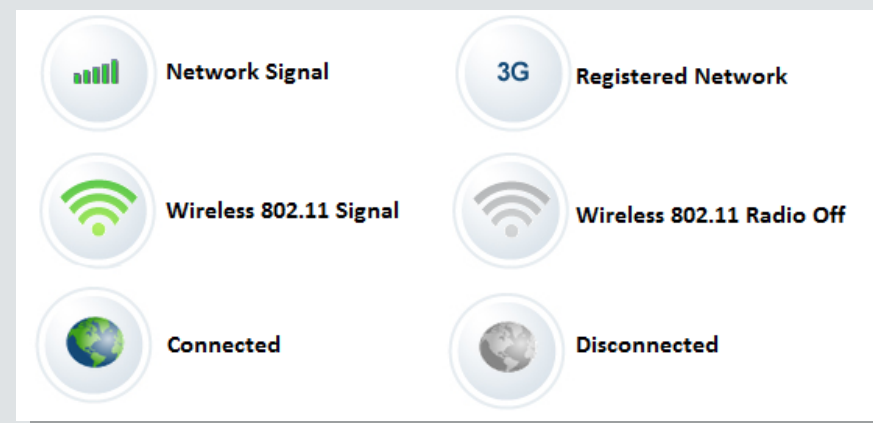 Network Signal
3G
Registered Network
Wireless 802.11 Signal
Wireless 802.11 Radio Off
Connected
Disconnected